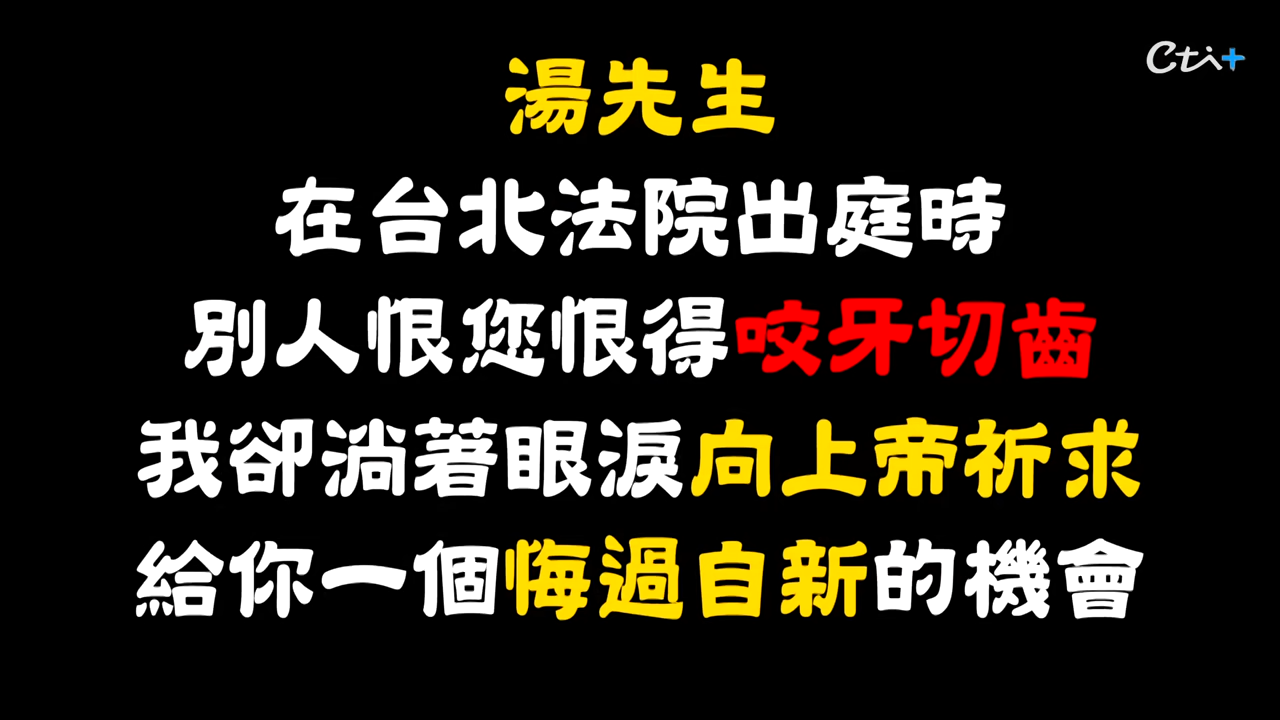 Cti+
湯先生
在台北法院出庭時
別人恨您恨得咬牙切齒
我卻淌著眼淚向上帝祈求
給你一個悔過自新的機會